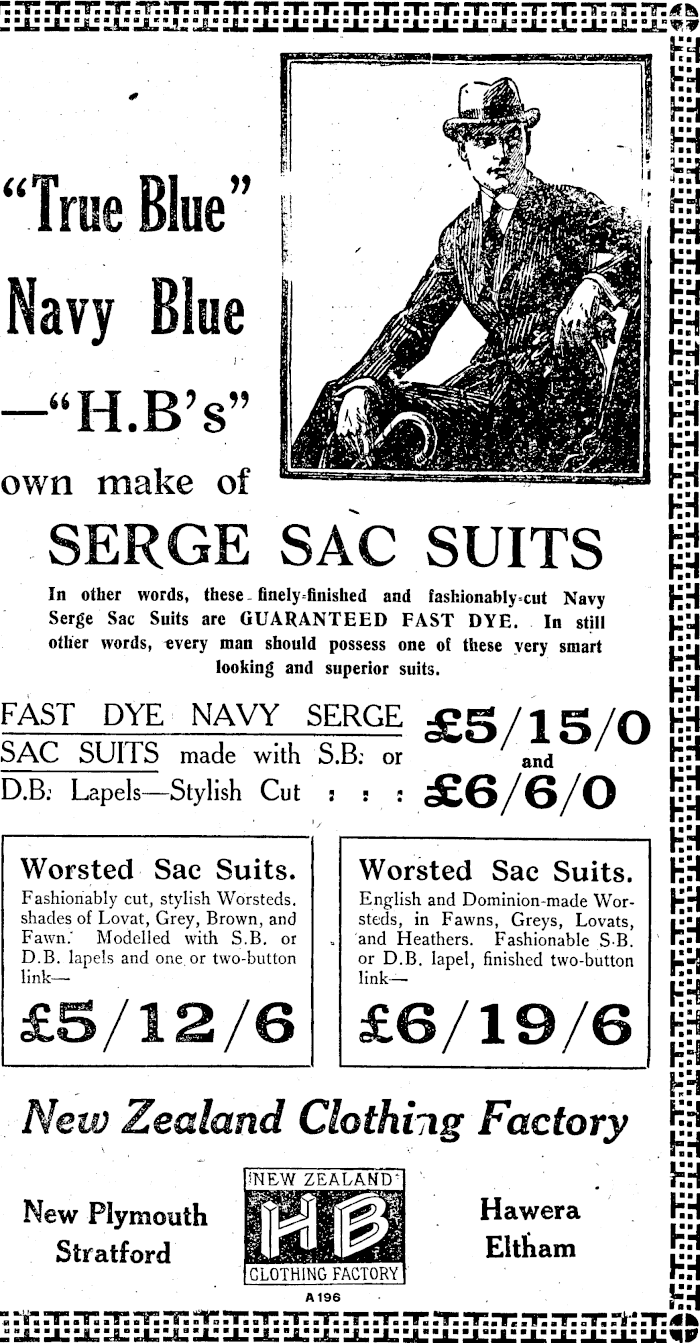 “True Blue”
Navy Blue
—“H.B’s”
own make of
SERGE SAC SUITS
In other words, these finely-finished and fashionably-cut Navy
Serge Sac Suits are GUARANTEED FAST DYE. In still
other words, every man should possess one of these very smart
looking and superior suits.
FAST DYE NAVY SERGE
SAC SUITS made with S.B. or
D.B. Lapels—Stylish Cut : : :
£5/15/0
and
£6/6/0
Worsted Sac Suits.
Fashionably cut, stylish Worsteds,
shades of Lovat, Grey, Brown, and
Fawn. Modelled with S.B. or
D.B. lapels and one or two-button
link—
£5/12/6
Worsted Sac Suits.
English and Dominion-made Wor-
steds, in Fawns, Greys, Lovats,
and Heathers. Fashionable S.B.
or D.B. lapel, finished two-button
link—
£6/19/6
New Zealand Clothing Factory
New Plymouth
Stratford
NEW ZEALAND
HB
CLOTHING FACTORY
Hawera
Eltham
A196